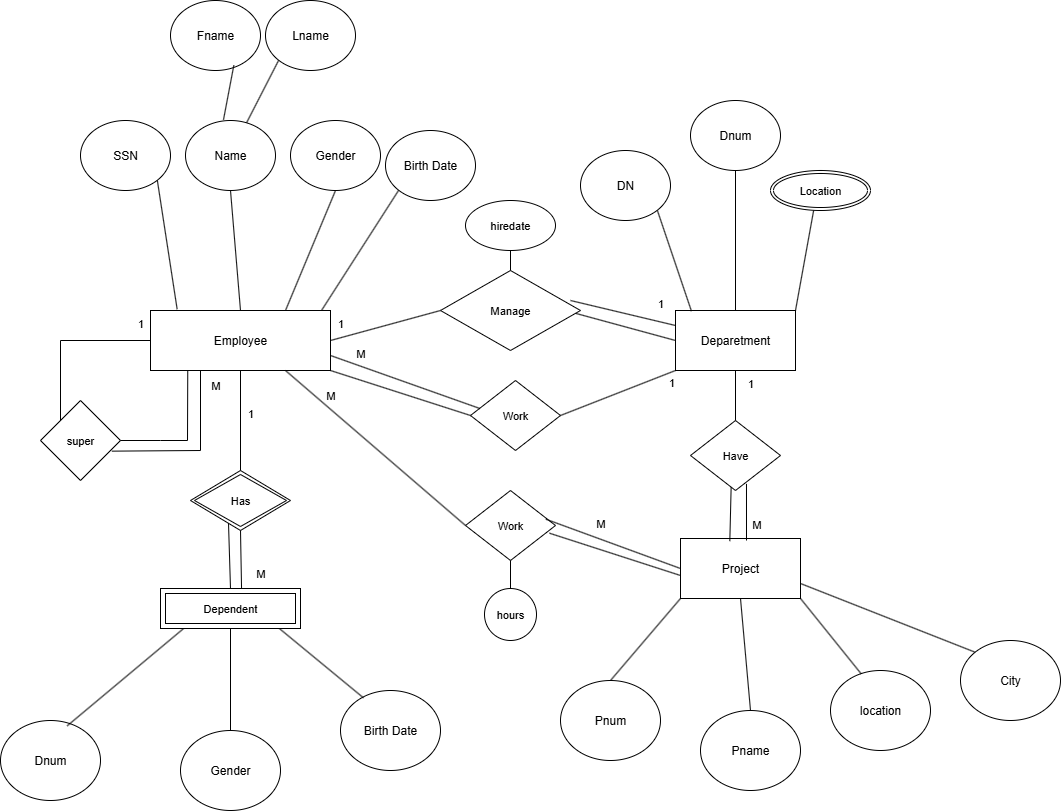 Fname
Lname
SSN
Name
Gender
Birth Date
Dnum
DN
Location
hiredate
Manage
1
1
1
Employee
Deparetment
M
M
M
1
1
1
super
Work
Have
Has
Work
M
M
M
Project
Dependent
hours
Pnum
Pname
location
City
Dnum
Gender
Birth Date